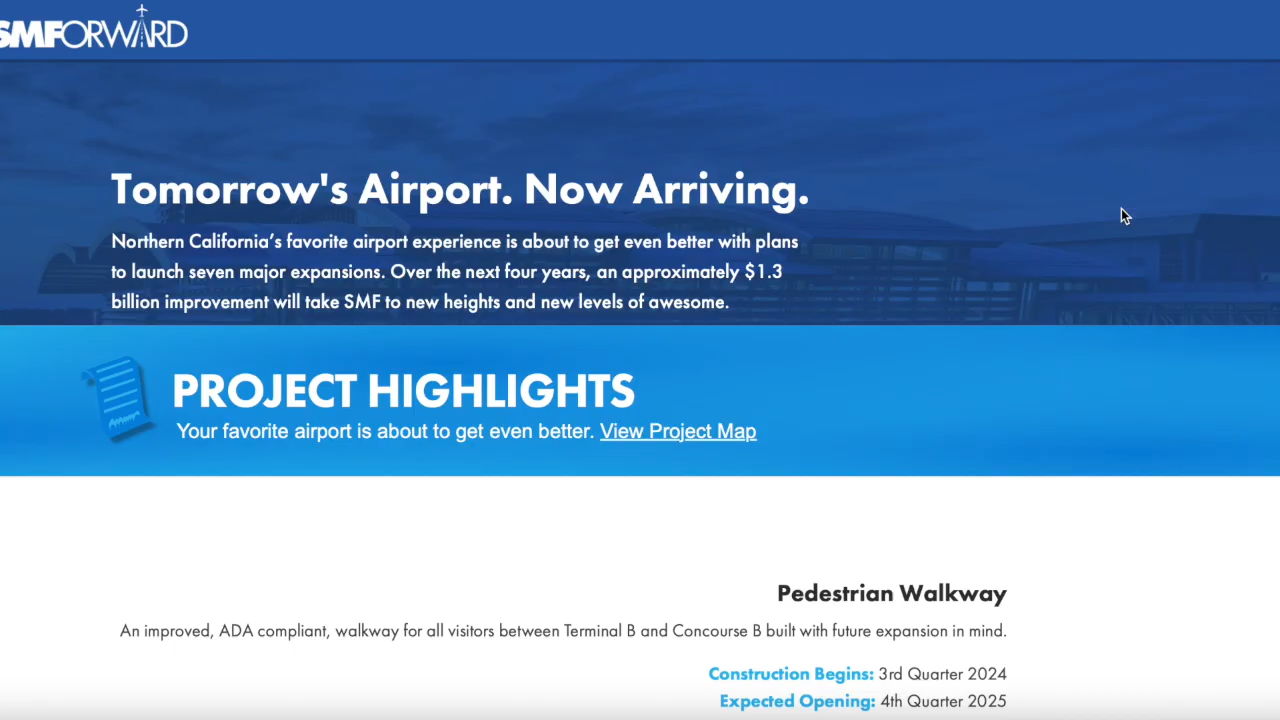 SMFORWARD
Tomorrow's Airport. Now Arriving.
Northern California’s favorite airport experience is about to get even better with plans
to launch seven major expansions. Over the next four years, an approximately $1.3
billion improvement will take SMF to new heights and new levels of awesome.
PROJECT HIGHLIGHTS
Your favorite airport is about to get even better. View Project Map
Pedestrian Walkway
An improved, ADA compliant, walkway for all visitors between Terminal B and Concourse B built with future expansion in mind.
Construction Begins: 3rd Quarter 2024
Expected Opening: 4th Quarter 2025